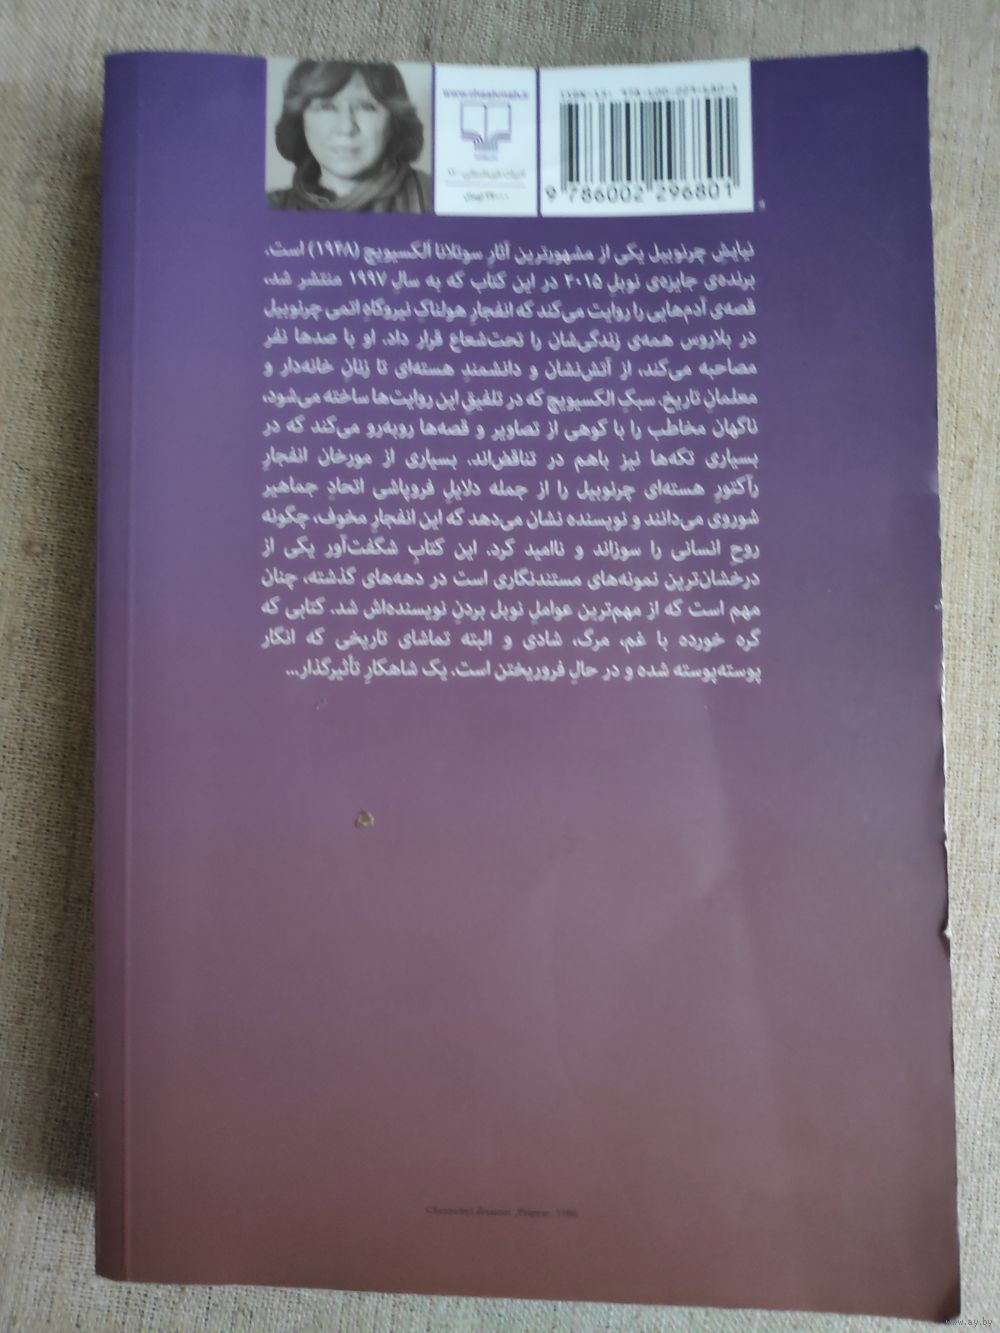 www.cheshmeh.ir
9 786002 296801
نیایش چرنوبیل یکی از مشهورترین آثارِ سوتلانا الکسیویچ (۱۹۴۸) است.
برنده‌ی جایزه‌ی نوبلِ ۲۰۱۵ در این کتاب که به سالِ ۱۹۹۷ منتشر شد،
قصه‌ی آدم‌هایی را روایت می‌کند که انفجارِ هولناکِ نیروگاهِ اتمی چرنوبیل
در بلاروس همه‌ی زندگی‌شان را تحت‌شعاع قرار داد. او با صدها نفر
مصاحبه می‌کند، از آتش‌نشان و دانشمندِ هسته‌ای تا زنانِ خانه‌دار و
معلمانِ تاریخ. سبکِ الکسیویچ که در تلفیقِ این روایت‌ها ساخته می‌شود،
ناگهان مخاطب را با کوهی از تصاویر و قصه‌ها روبه‌رو می‌کند که در
بسیاری تکه‌ها نیز باهم در تناقض‌اند. بسیاری از مورخان انفجارِ
رآکتورِ هسته‌ای چرنوبیل را از جمله دلایلِ فروپاشی اتحادِ جماهیر
شوروی می‌دانند و نویسنده نشان می‌دهد که این انفجارِ مخوف، چگونه
روحِ انسانی را سوزاند و ناامید کرد. این کتابِ شگفت‌آور یکی از
درخشان‌ترین نمونه‌های مستندنگاری است در دهه‌های گذشته، چنان
مهم است که از مهم‌ترین عواملِ نوبل بردنِ نویسنده‌اش شد. کتابی که
گره خورده با غم، مرگ، شادی و البته تماشای تاریخی که انگار
پوسته‌پوسته شده و در حالِ فروریختن است. یک شاهکارِ تأثیرگذار...
Chernobyl disaster ,Pripyat, 1986
www.ay.by